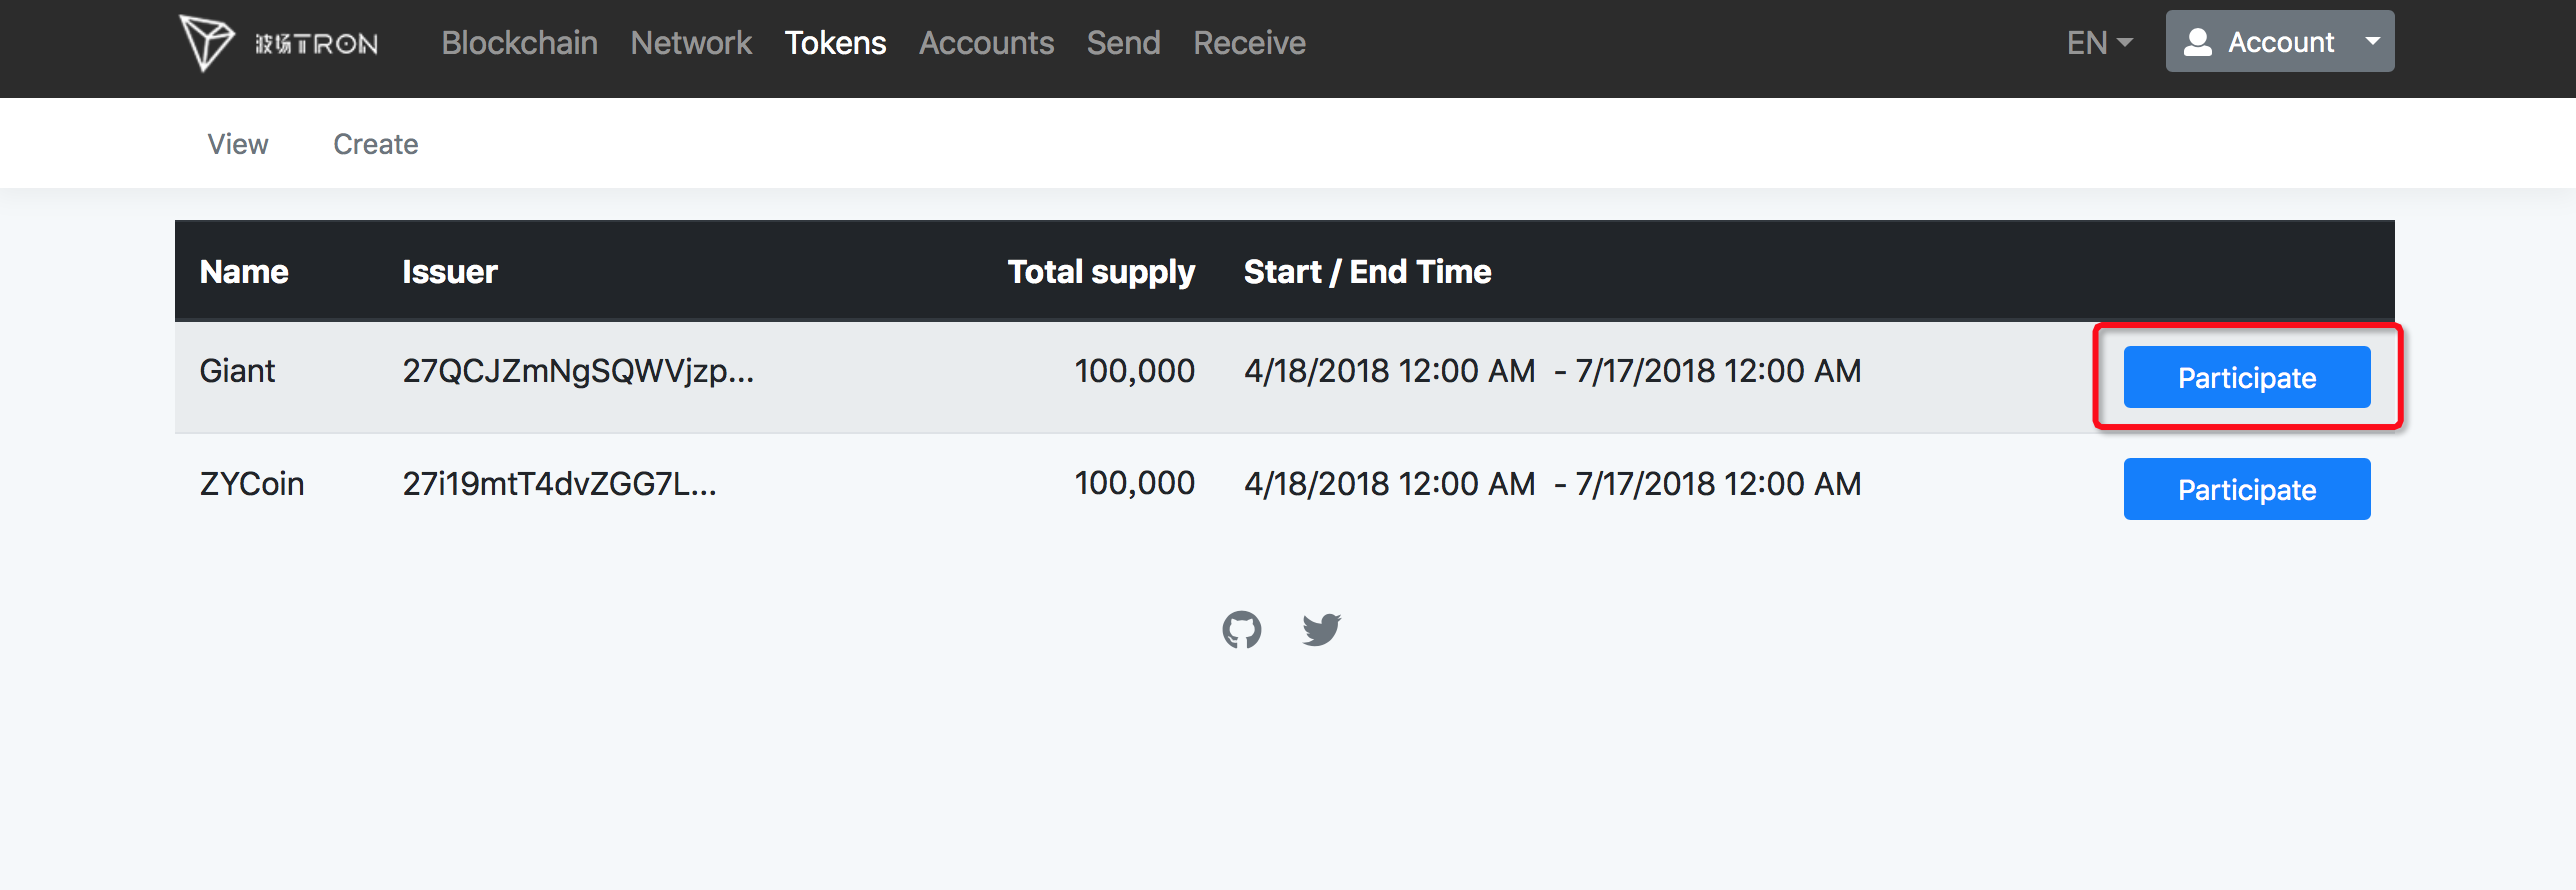 波场TRON Blockchain Network Tokens Accounts Send Receive EN Account
View Create
Name Issuer Total supply Start / End Time
Giant 27QCJZmNgSQWVjzp... 100,000 4/18/2018 12:00 AM - 7/17/2018 12:00 AM Participate
ZYCoin 27i19mtT4dvZGG7L... 100,000 4/18/2018 12:00 AM - 7/17/2018 12:00 AM Participate